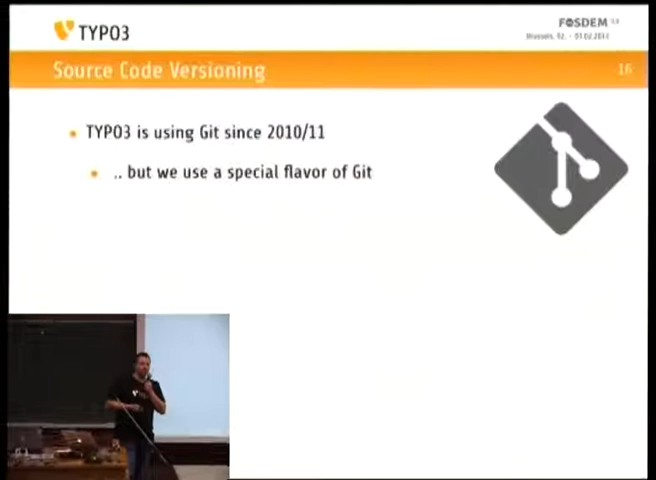 TYPO3
FOSDEM
Source Code Versioning
16
TYPO3 is using Git since 2010/11
.. but we use a special flavor of Git